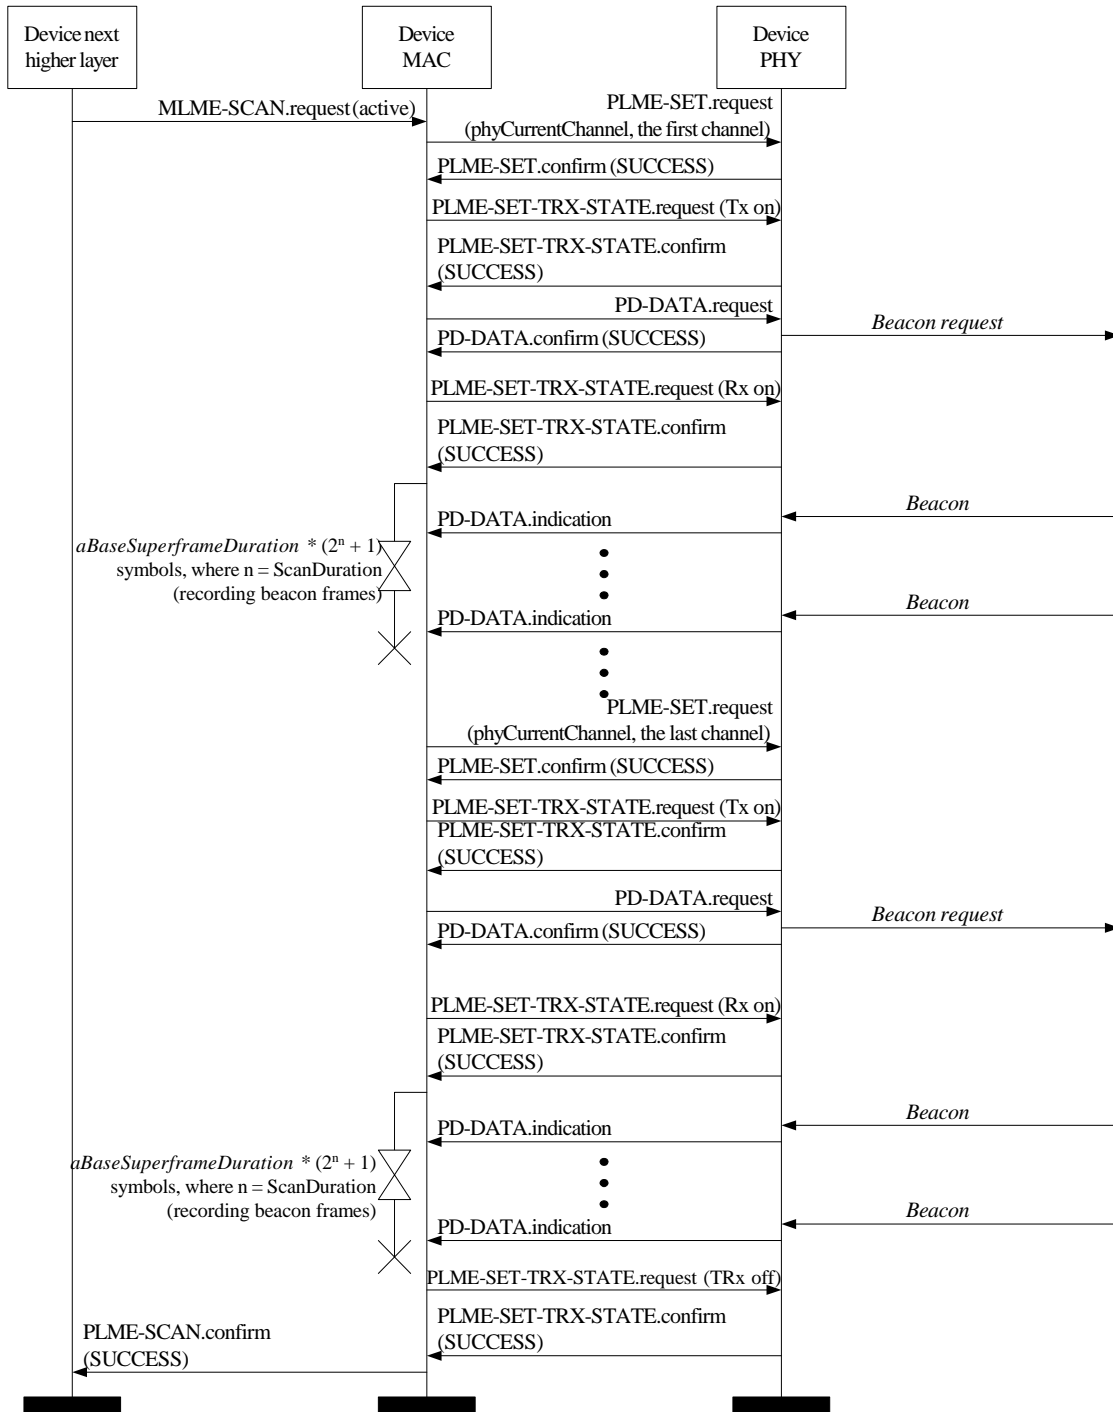 Device next
higher layer
Device
MAC
Device
PHY
MLME-SCAN.request (active)
PLME-SET.request
(phyCurrentChannel, the first channel)
PLME-SET.confirm (SUCCESS)
PLME-SET-TRX-STATE.request (Tx on)
PLME-SET-TRX-STATE.confirm
(SUCCESS)
PD-DATA.request
Beacon request
PD-DATA.confirm (SUCCESS)
PLME-SET-TRX-STATE.request (Rx on)
PLME-SET-TRX-STATE.confirm
(SUCCESS)
Beacon
PD-DATA.indication
aBaseSuperframeDuration * (2ⁿ + 1)
symbols, where n = ScanDuration
(recording beacon frames)
Beacon
PD-DATA.indication
PLME-SET.request
(phyCurrentChannel, the last channel)
PLME-SET.confirm (SUCCESS)
PLME-SET-TRX-STATE.request (Tx on)
PLME-SET-TRX-STATE.confirm
(SUCCESS)
PD-DATA.request
Beacon request
PD-DATA.confirm (SUCCESS)
PLME-SET-TRX-STATE.request (Rx on)
PLME-SET-TRX-STATE.confirm
(SUCCESS)
Beacon
PD-DATA.indication
aBaseSuperframeDuration * (2ⁿ + 1)
symbols, where n = ScanDuration
(recording beacon frames)
Beacon
PD-DATA.indication
PLME-SET-TRX-STATE.request (TRx off)
PLME-SET-TRX-STATE.confirm
(SUCCESS)
PLME-SCAN.confirm
(SUCCESS)